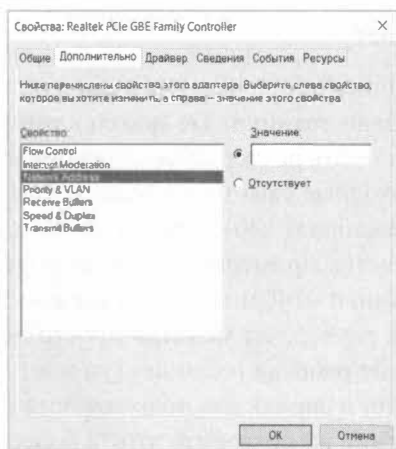 Свойства: Realtek PCIe GBE Family Controller
Общие Дополнительно Драйвер Сведения События Ресурсы
Ниже перечислены свойства этого адаптера. Выберите слева свойство,
которое вы хотите изменить, а справа – значение этого свойства.
Свойство: Значение:
Flow Control
Interrupt Moderation
Network Address
Priority & VLAN
Receive Buffers
Speed & Duplex
Transmit Buffers
Отсутствует
OK Отмена